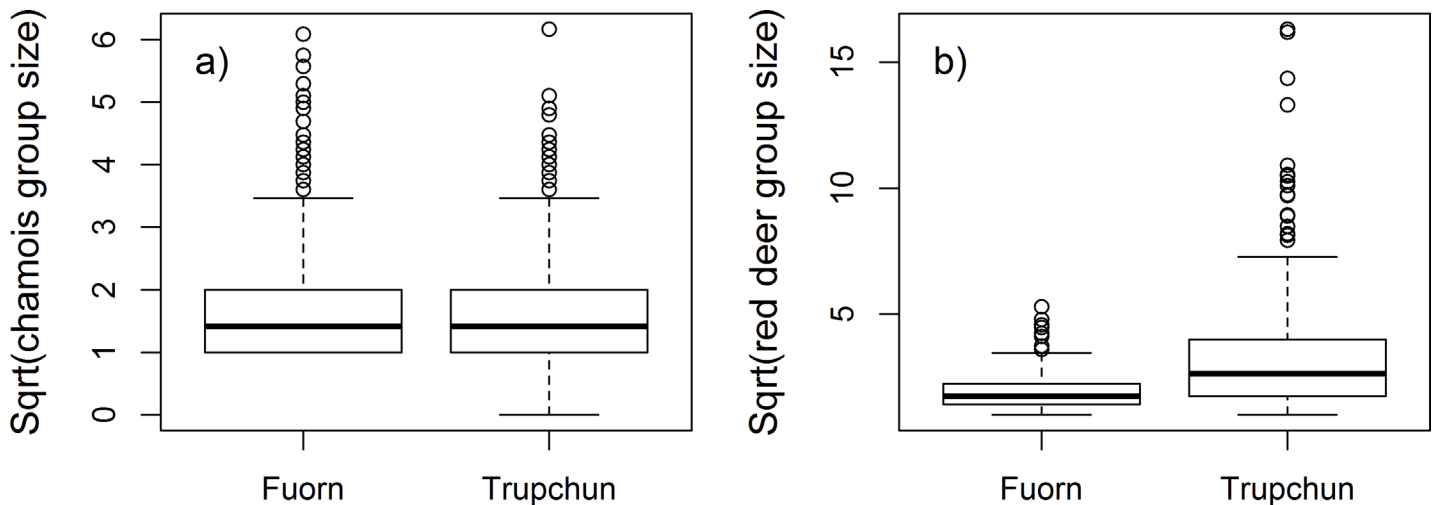 Sqrt(chamois group size)
0
1
2
3
4
5
6
a)
Fuorn
Trupchun
Sqrt(red deer group size)
5
10
15
b)
Fuorn
Trupchun